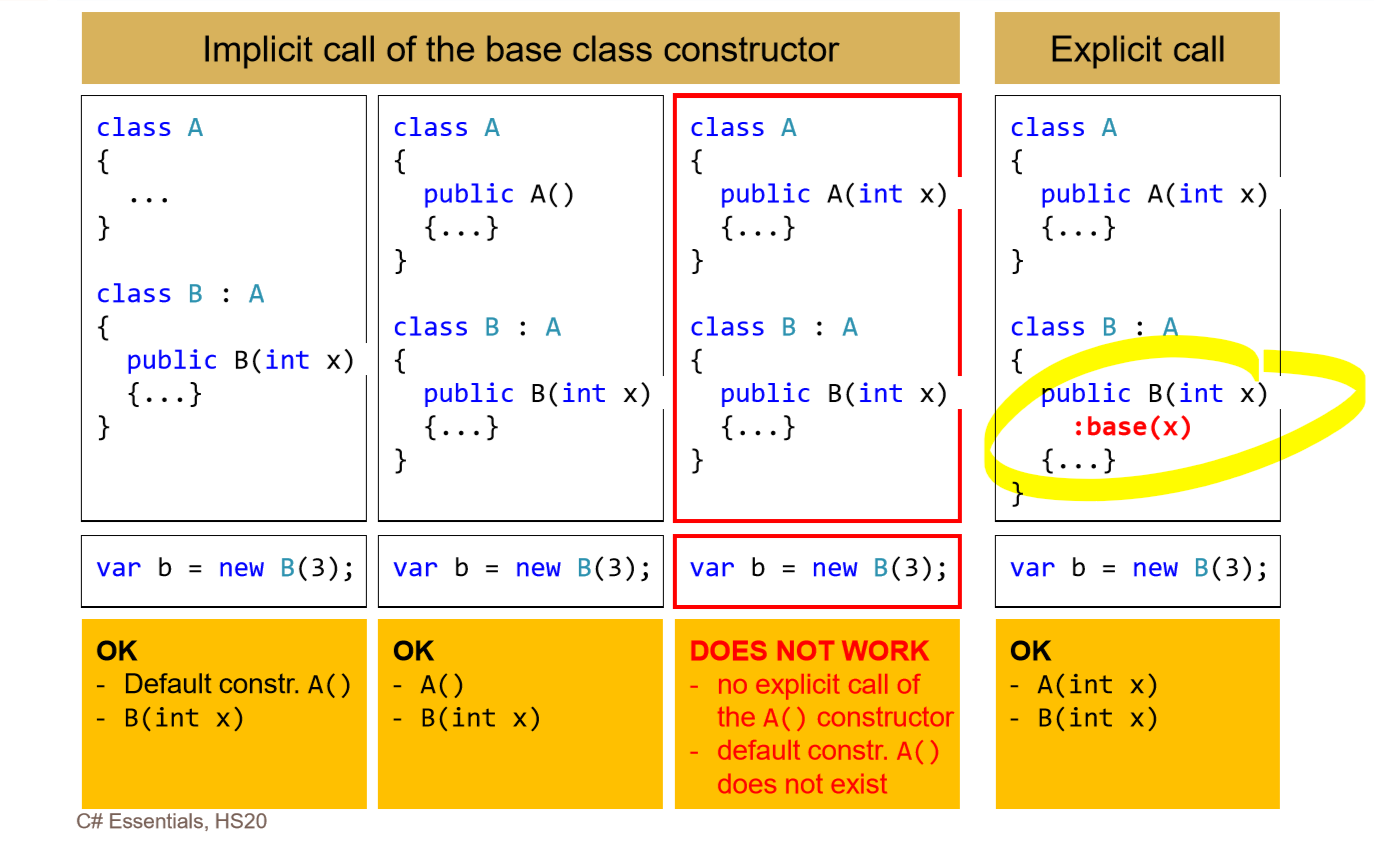 Implicit call of the base class constructor
Explicit call
class A
{
...
}
class B : A
{
public B(int x)
{...}
}
class A
{
public A()
{...}
}
class B : A
{
public B(int x)
{...}
}
class A
{
public A(int x)
{...}
}
class B : A
{
public B(int x)
{...}
}
class A
{
public A(int x)
{...}
}
class B : A
{
public B(int x)
:base(x)
{...}
}
var b = new B(3);
var b = new B(3);
var b = new B(3);
var b = new B(3);
OK
- Default constr. A()
- B(int x)
OK
- A()
- B(int x)
DOES NOT WORK
- no explicit call of
the A() constructor
- default constr. A()
does not exist
OK
- A(int x)
- B(int x)
C# Essentials, HS20